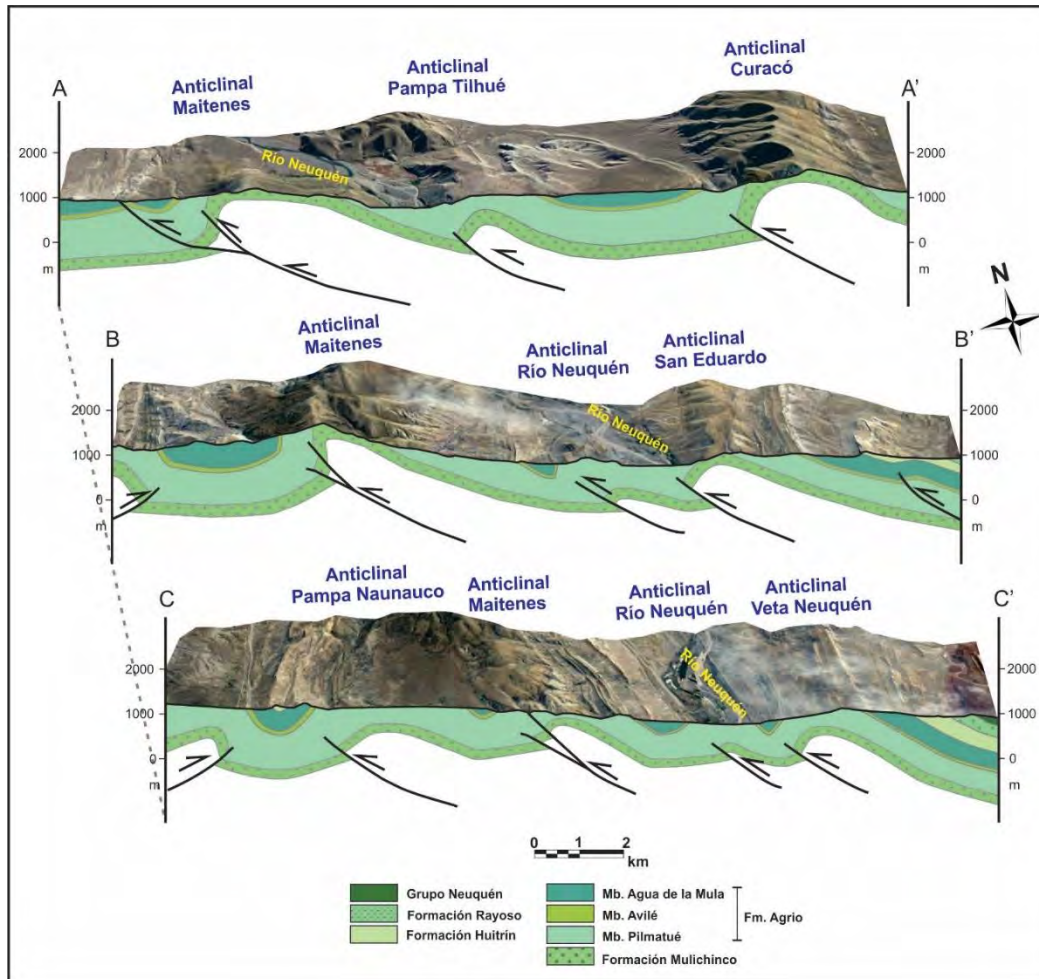 A
A'
Anticlinal
Maitenes
Anticlinal
Pampa Tilhué
Anticlinal
Curacó
Río Neuquén
2000
1000
0
m
2000
1000
0
m
N
B
B'
Anticlinal
Maitenes
Anticlinal
Río Neuquén
Anticlinal
San Eduardo
Río Neuquén
2000
1000
0
m
2000
1000
0
m
C
C'
Anticlinal
Pampa Naunauco
Anticlinal
Maitenes
Anticlinal
Río Neuquén
Anticlinal
Veta Neuquén
Río Neuquén
2000
1000
0
m
2000
1000
0
m
0 1 2
km
Grupo Neuquén
Formación Rayoso
Formación Huitrín
Mb. Agua de la Mula
Mb. Avilé
Mb. Pilmatué
Fm. Agrio
Formación Mulichinco